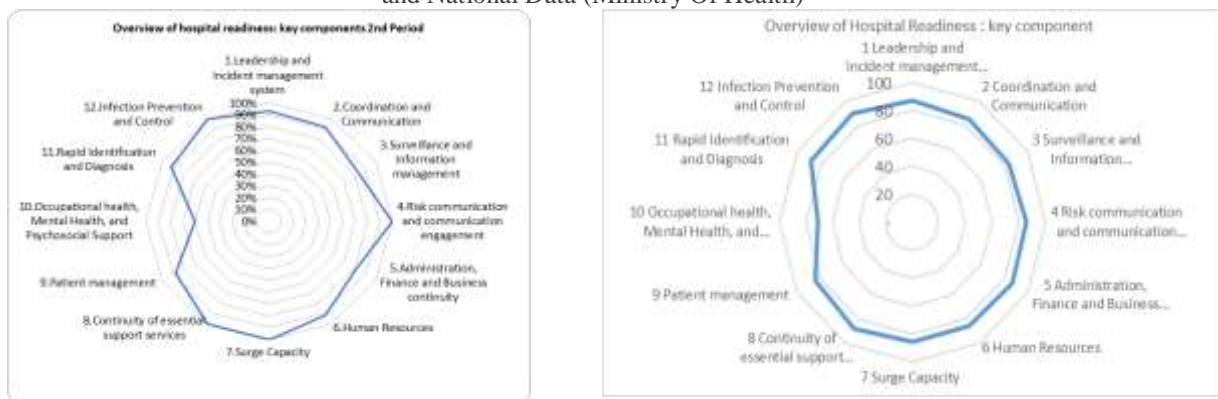 and National Data (Ministry Of Health)
Overview of hospital readiness: key components 2nd Period
1.Leadership and
Incident management
system
2.Coordination and
Communication
3.Surveillance and
Information
management
4.Risk communication
and communication
engagement
5.Administration,
Finance and Business
continuity
6.Human Resources
7.Surge Capacity
8.Continuity of essential
support services
9.Patient management
10.Occupational health,
Mental Health, and
Psychosocial Support
11.Rapid Identification
and Diagnosis
12.Infection Prevention
and Control
100%
90%
80%
70%
60%
50%
40%
30%
20%
10%
0%
Overview of Hospital Readiness : key component
1 Leadership and
Incident management...
2 Coordination and
Communication
3 Surveillance and
Information...
4 Risk communication
and communication...
5 Administration,
Finance and Business...
6 Human Resources
7 Surge Capacity
8 Continuity of
essential support...
9 Patient management
10 Occupational health,
Mental Health, and...
11 Rapid Identification
and Diagnosis
12 Infection Prevention
and Control
100
80
60
40
20
-